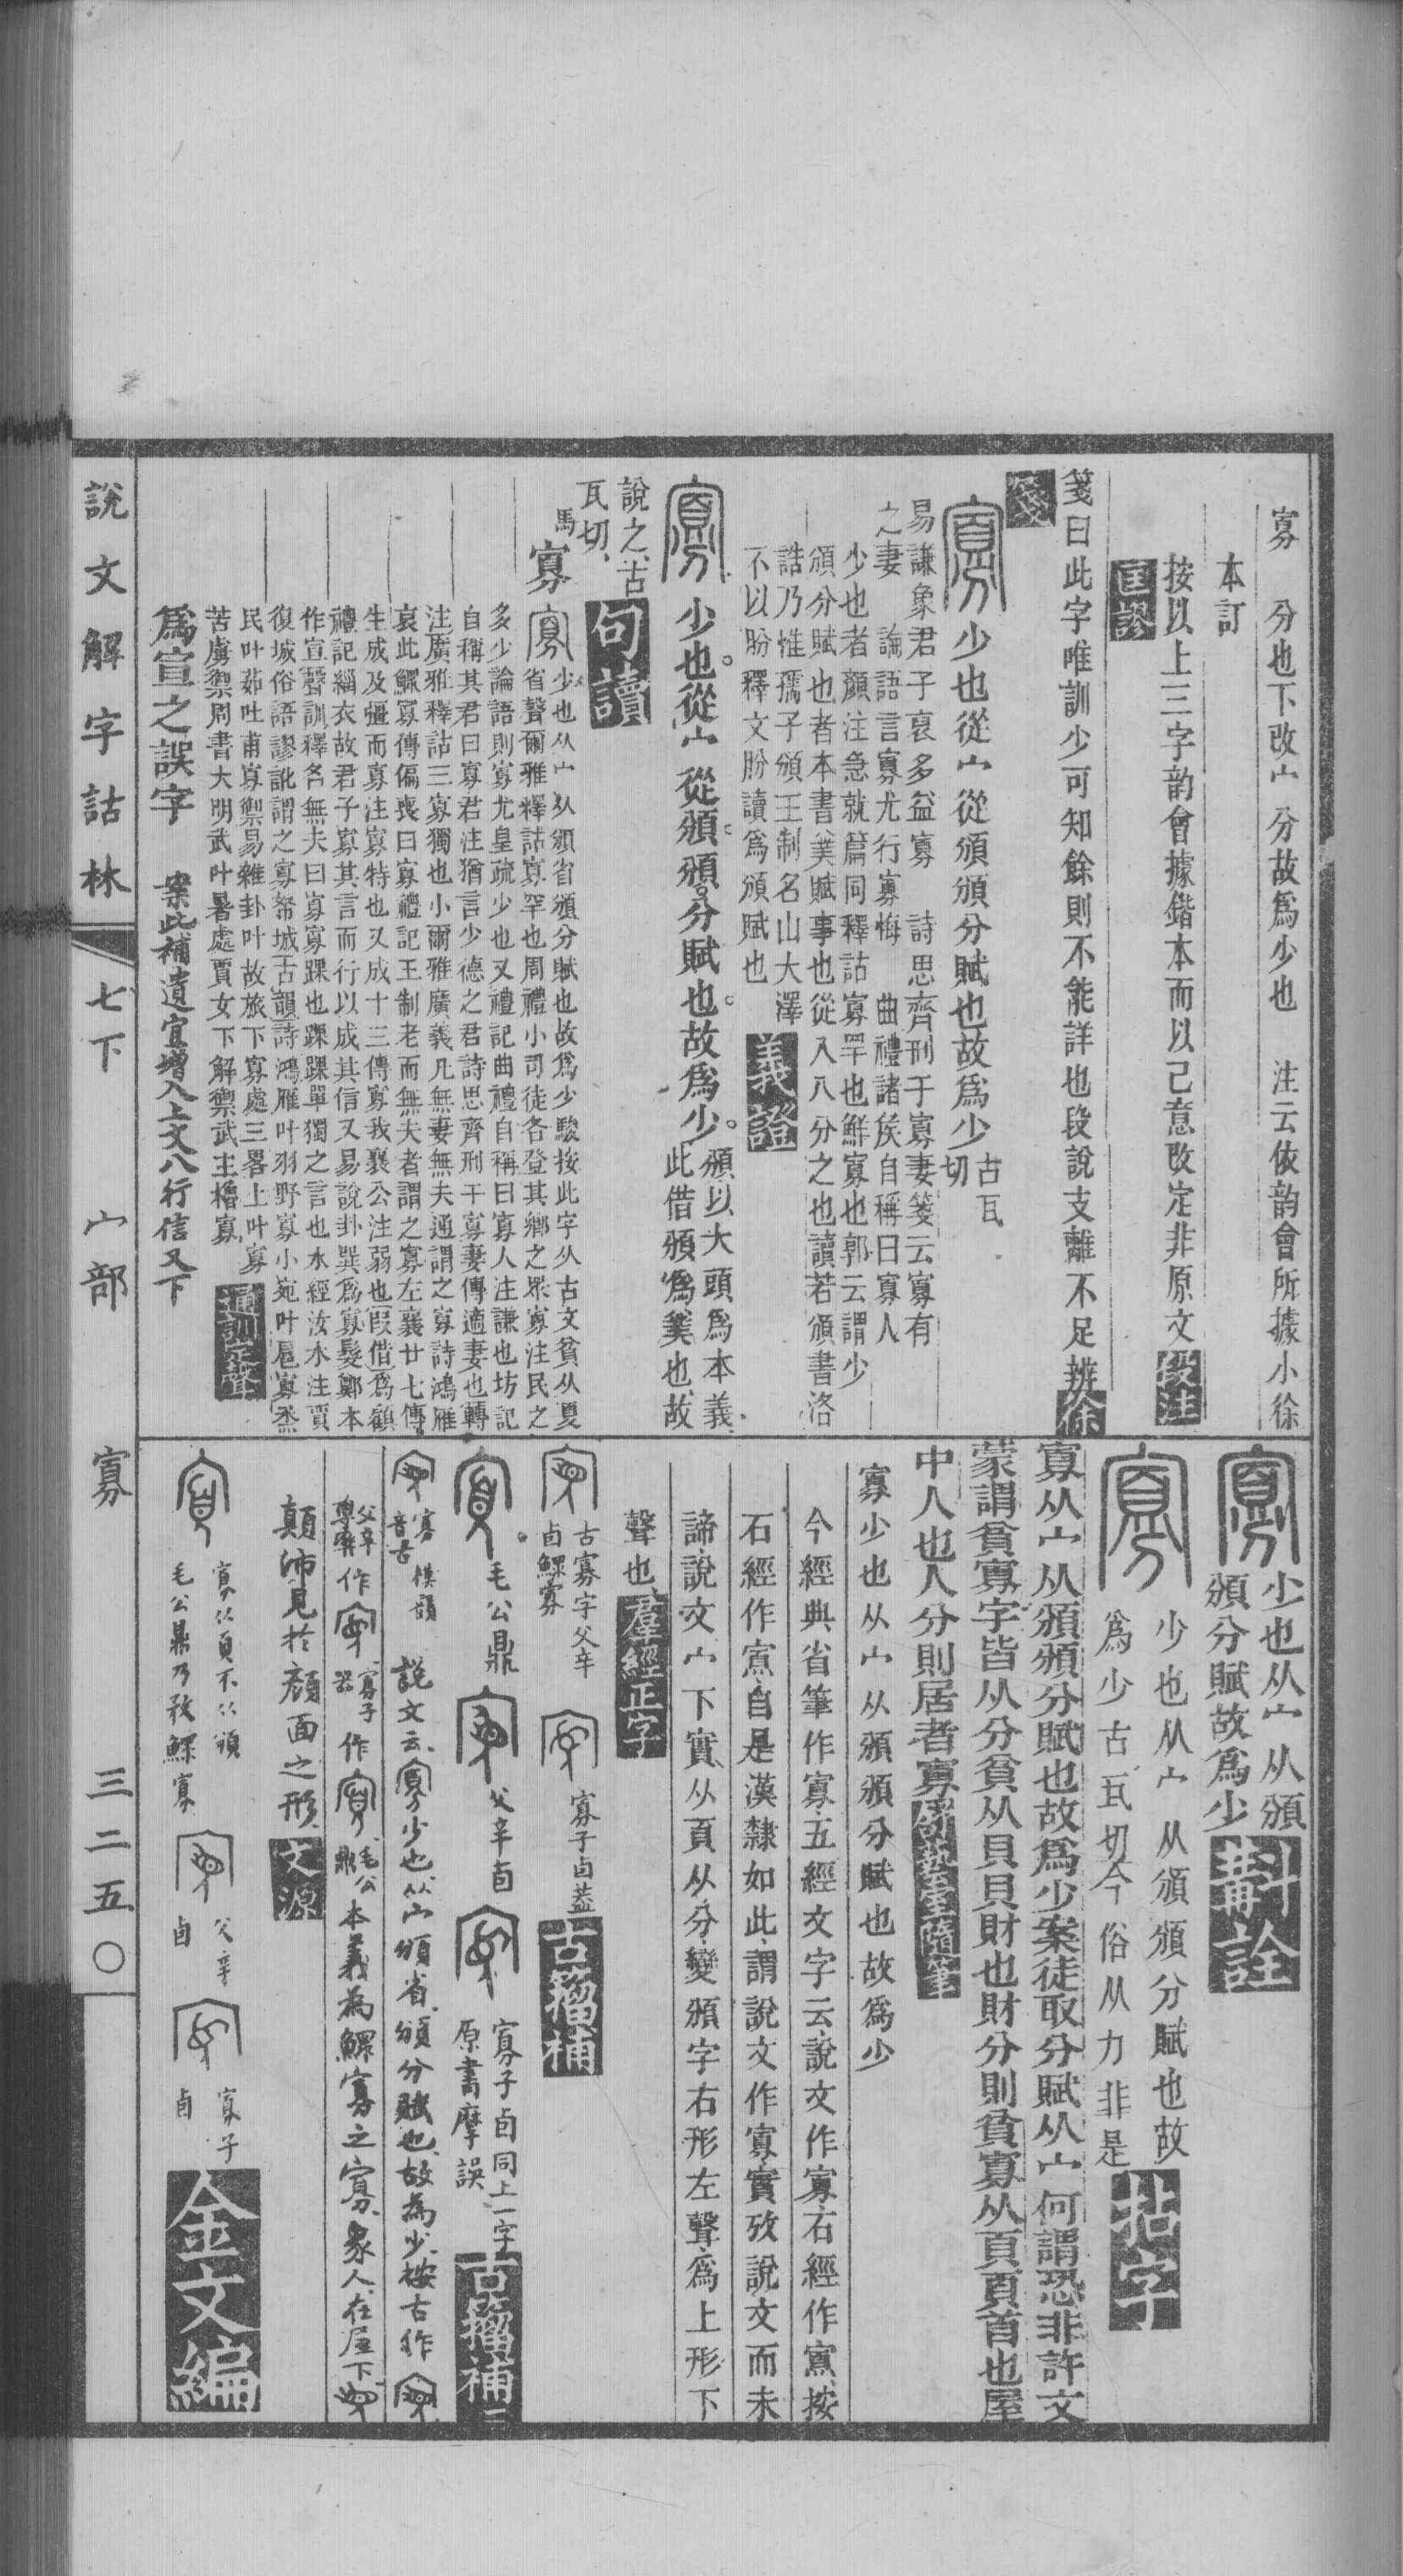 寡　分也下改宀分故爲少也　注云依韵會所據小徐
本訂
按以上三字韵會據鍇本而以己意改定非原文段注
匡謬
箋曰此字唯訓少可知餘則不能詳也段說支離不足辨徐
箋
少也從宀從頒頒分賦也故爲少古瓦切
易謙象君子裒多益寡　詩思齊刑于寡妻箋云寡有
之妻　論語言寡尤行寡悔　曲禮諸侯自稱曰寡人
少也者顏注急就篇同釋詁寡罕也鮮寡也郭云謂少
頒分賦也者本書䉲賦事也從八八分之也讀若頒書洛
誥乃惟孺子頒王制名山大澤
不以朌釋文朌讀爲頒賦也
義證
少也。從宀從頒。頒。分賦也。故爲少。頒以大頭爲本義
此借頒爲䉲也、故
說之、古
瓦切、
句讀
馬
寡
少也从宀从頒省頒分賦也故爲少駿按此字从古文貧从夏
省聲爾雅釋詁寡罕也周禮小司徒各登其鄉之眾寡注民之
多少論語則寡尤皇疏少也又禮記曲禮自稱曰寡人注謙也坊記
自稱其君曰寡君注猶言少德之君詩思齊刑于寡妻傳適妻也轉
注廣雅釋詁三寡獨也小爾雅廣義凡無妻無夫通謂之寡詩鴻雁
哀此鰥寡傳偏喪曰寡禮記王制老而無夫者謂之寡左襄廿七傳
生成及彊而寡注寡特也又成十三傳寡我襄公注弱也叚借爲顧
禮記緇衣故君子寡其言而行以成其信又易說卦巽爲寡髮鄭本
作宣聲訓釋名無夫曰寡寡踝也踝踝單獨之言也水經汝水注賈
復城俗語謬訛謂之寡帑城古韻詩鴻雁叶羽野寡小宛叶扈寡烝
民叶茹吐甫寡禦易雜卦叶故旅下寡處三畧上叶寡
苦虜禦周書大明武叶暑處賈女下解禦武主櫓寡
通訓定聲
爲宣之誤字　案此補遺宜增入上文八行信又下
少也从宀从頒
頒分賦故爲少
斠詮
少也从宀从頒頒分賦也故
爲少古瓦切今俗从力非是
拈字
寡从宀从頒頒分賦也故爲少案徒取分賦从宀何謂恐非許文
蒙謂貧寡字皆从分貧从貝貝財也財分則貧寡从頁頁首也屋
中人也人分則居者寡席藝室隨筆
寡少也从宀从頒頒分賦也故爲少
今經典省筆作寡五經文字云說文作寡石經作寡按
石經作寡自是漢隸如此謂說文作寡實攷說文而未
諦說文宀下實从頁从分變頒字右形左聲爲上形下
聲也
羣經正字
古寡字父辛
卣鰥寡
寡子卣蓋
古籀補
毛公鼎
父辛卣
寡子卣同上一字
原書摩誤
古籀補
寡模韻
音古
說文云、少也、从宀頒省、頒分賦也、故爲少、按古作
父辛
尊彝
作
寡子
器
作
毛公
鼎
本義爲鰥寡之寡、象人在屋下、
顛沛見於顏面之形、
文源
寡从頁不从頒
毛公鼎乃敄鰥寡
父辛
卣
寡子
卣
金文編
說文解字詁林　七下　宀部　寡　三二五〇